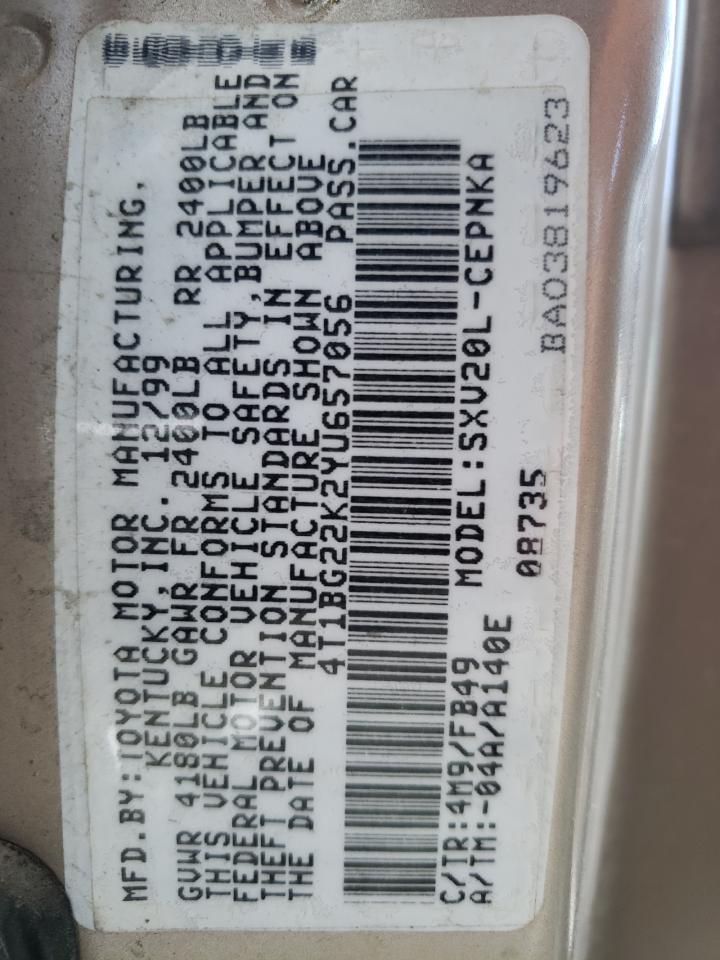 MFD.BY:TOYOTA MOTOR MANUFACTURING,
KENTUCKY,INC. 12/99
GVWR 4180LB GAWR FR 2400LB RR 2400LB
THIS VEHICLE CONFORMS TO ALL APPLICABLE
FEDERAL MOTOR VEHICLE SAFETY,BUMPER AND
THEFT PREVENTION STANDARDS IN EFFECT ON
THE DATE OF MANUFACTURE SHOWN ABOVE
4T1BG22K2YU657056 PASS.CAR
C/TR:4M9/FB49 MODEL:SXV20L-CEPNKA
A/TM:-04A/A140E
08735
BA03819623